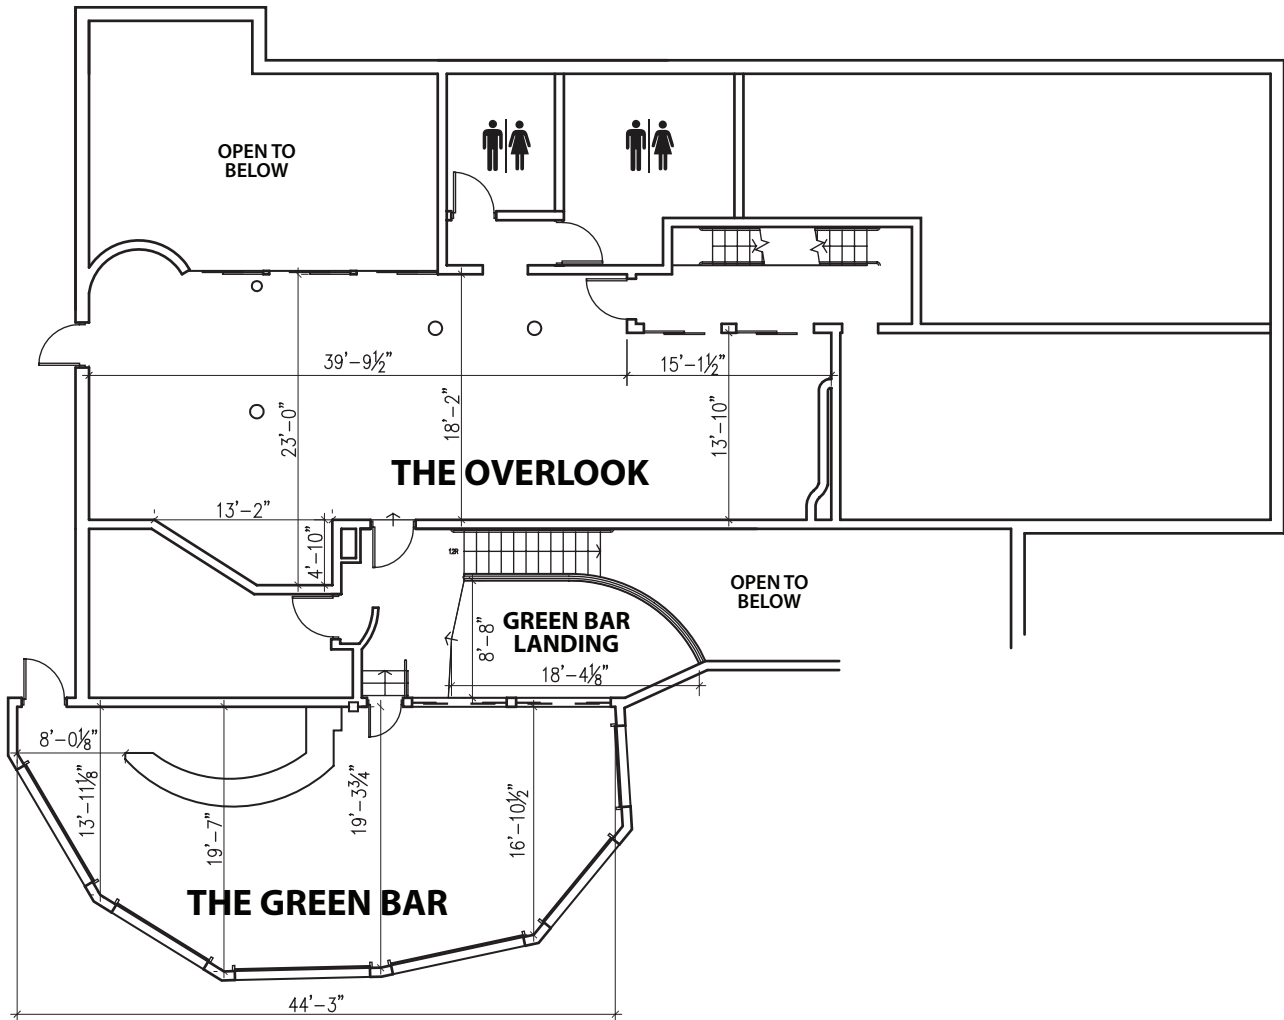 OPEN TO
BELOW
39'-9½"
15'-1½"
23'-0"
18'-2"
13'-10"
THE OVERLOOK
13'-2"
4'-10"
12R
OPEN TO
BELOW
GREEN BAR
LANDING
8'-8"
18'-4⅛"
8'-0⅛"
13'-11⅛"
19'-7"
19'-3¾"
16'-10½"
THE GREEN BAR
44'-3"